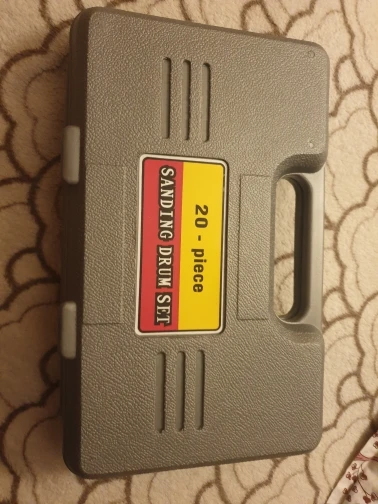 20 - piece
SANDING DRUM SET